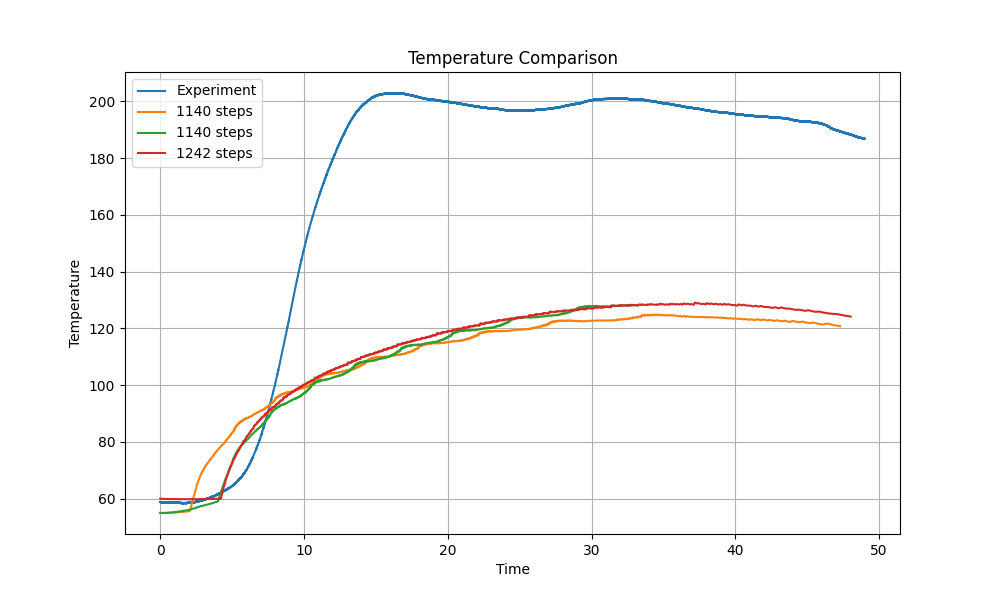 Temperature Comparison
Experiment
1140 steps
1140 steps
1242 steps
Temperature
200
180
160
140
120
100
80
60
0 10 20 30 40 50
Time